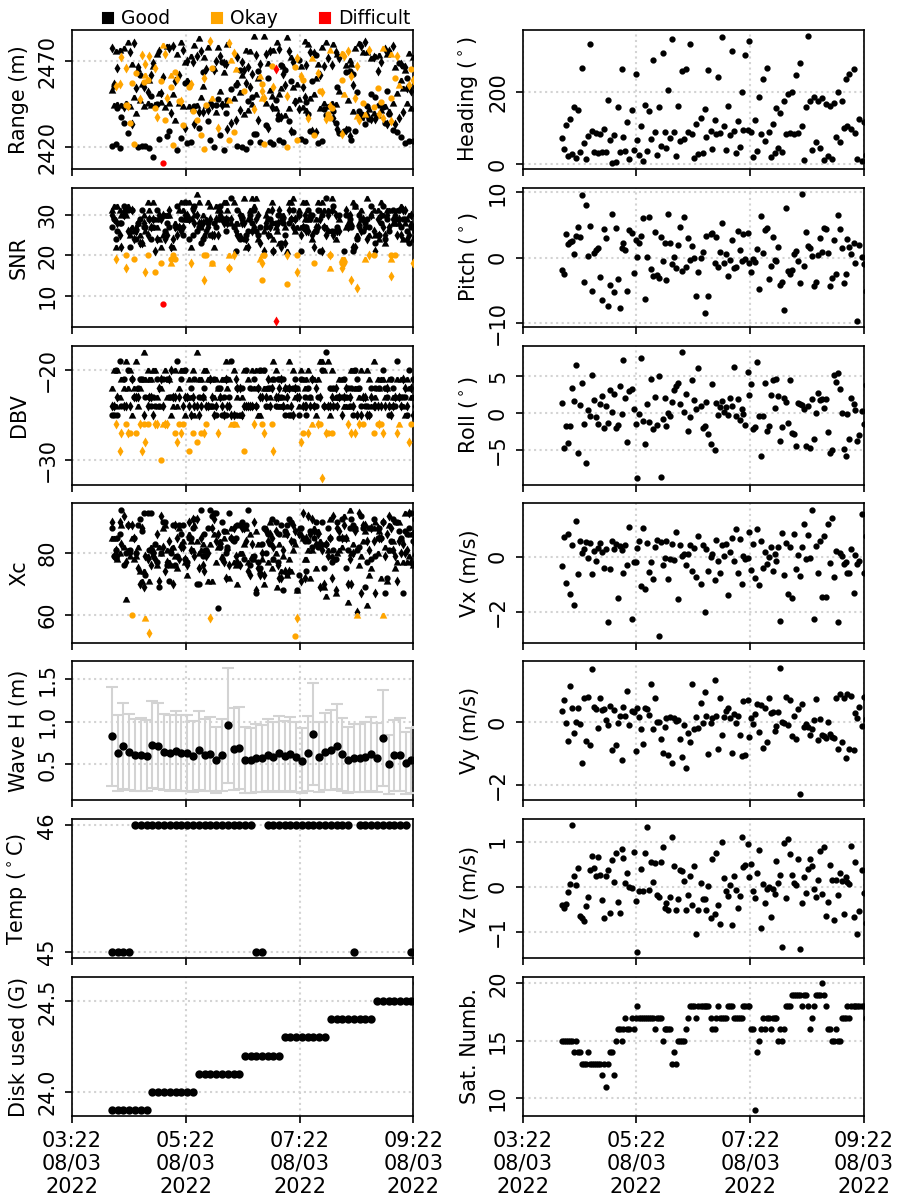 Good Okay Difficult
Range (m)
2470
2420
Heading (°)
200
0
SNR
30
20
10
Pitch (°)
10
0
−10
DBV
−20
−30
Roll (°)
5
0
−5
Xc
80
60
Vx (m/s)
0
−2
Wave H (m)
1.5
1.0
0.5
Vy (m/s)
0
−2
Temp (°C)
46
45
Vz (m/s)
1
0
−1
Disk used (G)
24.5
24.0
Sat. Numb.
20
15
10
03:22 05:22 07:22 09:22 03:22 05:22 07:22 09:22
08/03 08/03 08/03 08/03 08/03 08/03 08/03 08/03
2022 2022 2022 2022 2022 2022 2022 2022